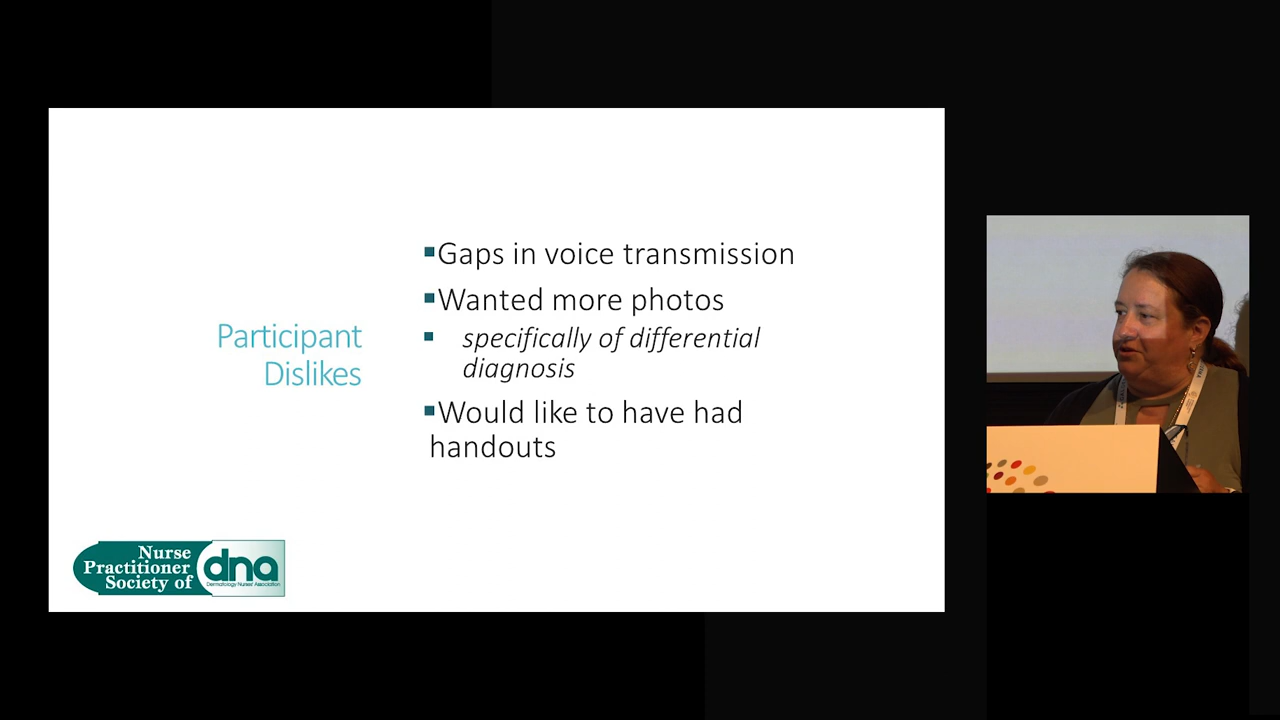 Participant
Dislikes
▪Gaps in voice transmission
▪Wanted more photos
▪ specifically of differential
diagnosis
▪Would like to have had
handouts
Nurse
Practitioner
Society of
dna
Dermatology Nurses' Association